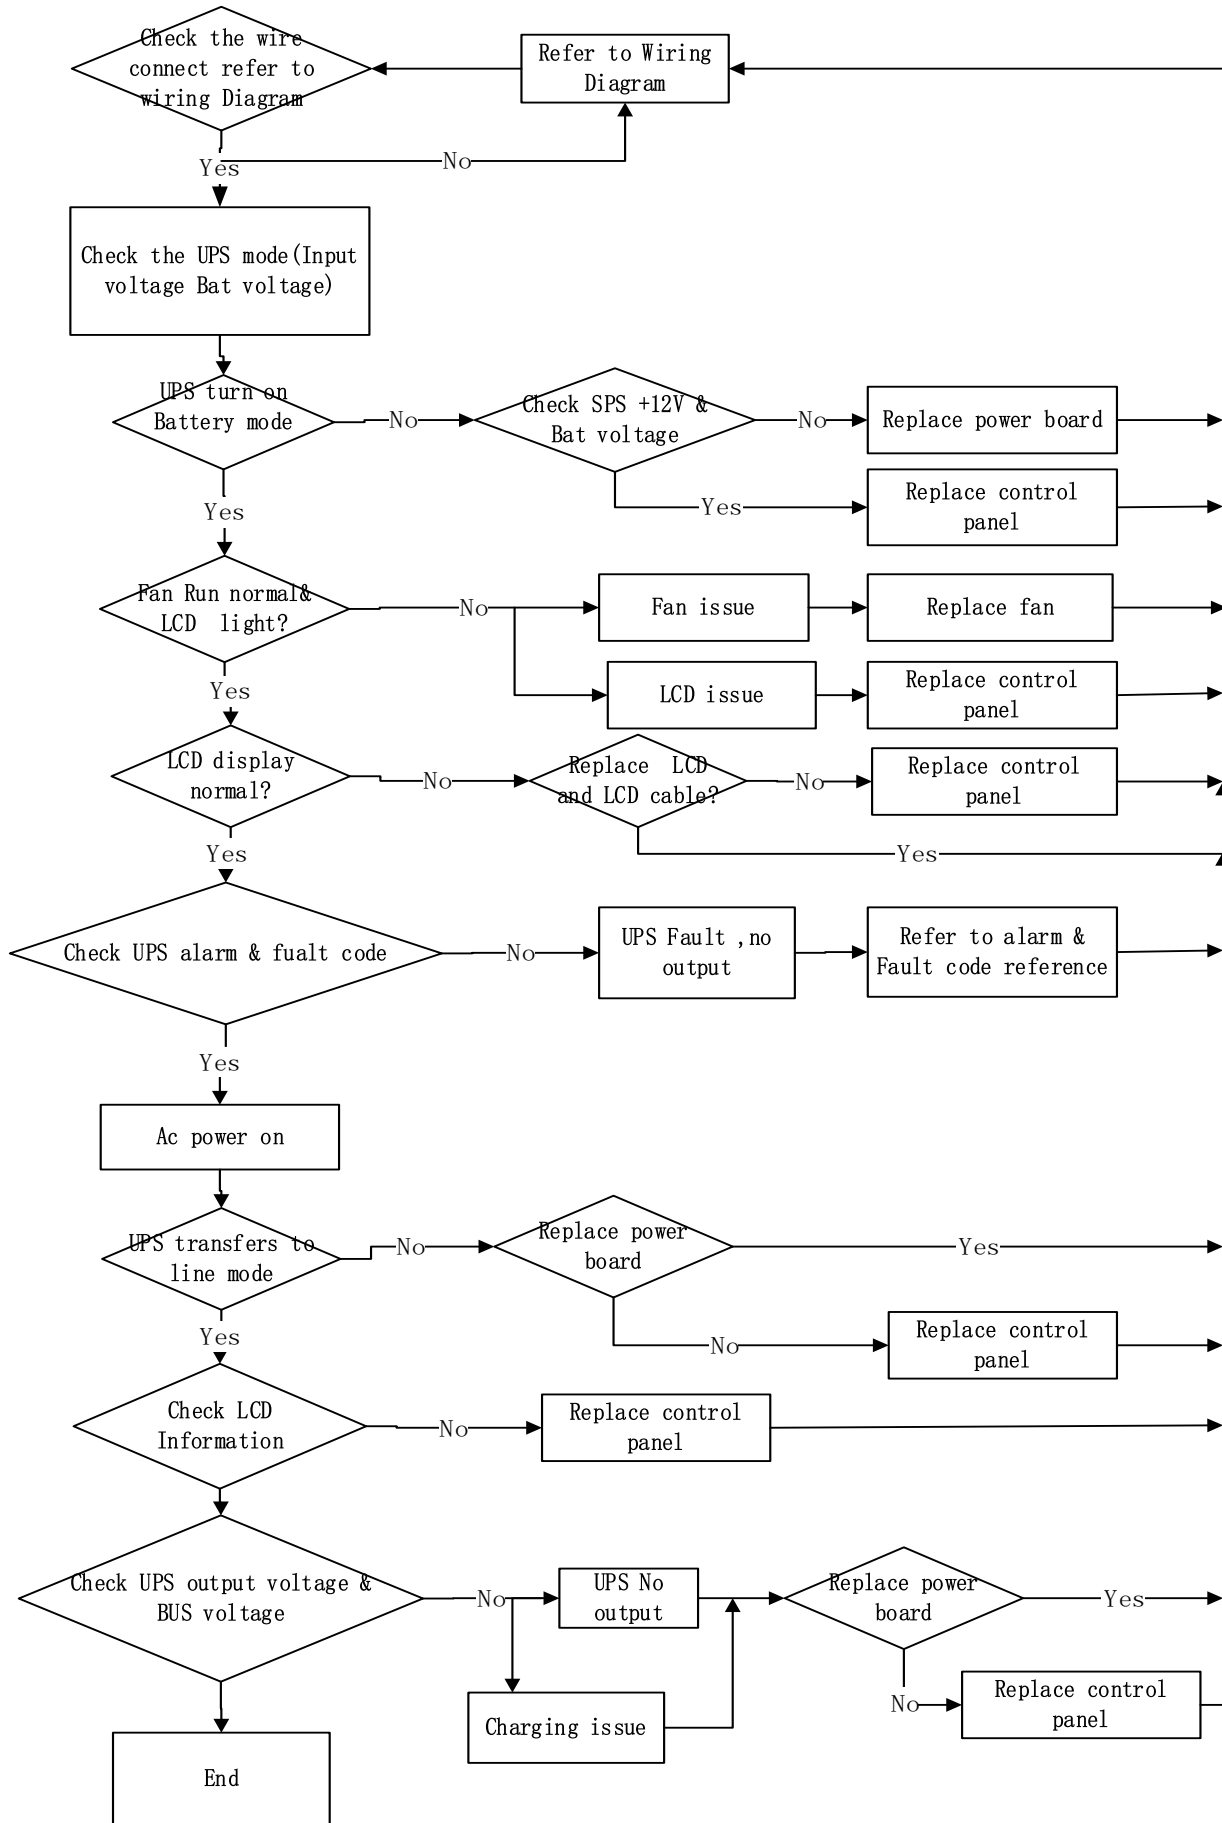 Check the wire
connect refer to
wiring Diagram
Refer to Wiring
Diagram
Yes
No
Check the UPS mode(Input
voltage Bat voltage)
UPS turn on
Battery mode
No
Check SPS +12V &
Bat voltage
No
Replace power board
Yes
Replace control
panel
Yes
Fan Run normal&
LCD light?
No
Fan issue
Replace fan
LCD issue
Replace control
panel
Yes
LCD display
normal?
No
Replace LCD
and LCD cable?
No
Replace control
panel
Yes
Yes
Check UPS alarm & fualt code
No
UPS Fault ,no
output
Refer to alarm &
Fault code reference
Yes
Ac power on
UPS transfers to
line mode
No
Replace power
board
Yes
No
Replace control
panel
Yes
Check LCD
Information
No
Replace control
panel
Check UPS output voltage &
BUS voltage
No
UPS No
output
Replace power
board
Yes
Charging issue
No
Replace control
panel
End